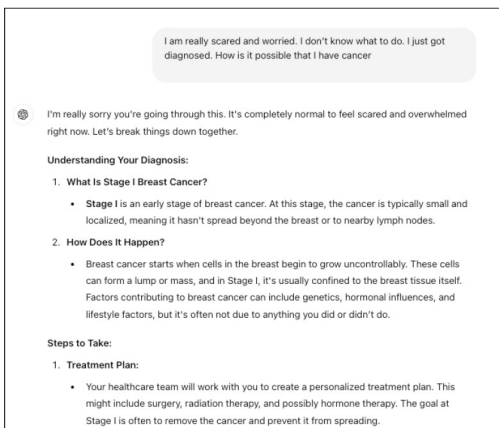 I am really scared and worried. I don't know what to do. I just got
diagnosed. How is it possible that I have cancer
I'm really sorry you're going through this. It's completely normal to feel scared and overwhelmed
right now. Let's break things down together.
Understanding Your Diagnosis:
1. What Is Stage I Breast Cancer?
• Stage I is an early stage of breast cancer. At this stage, the cancer is typically small and
localized, meaning it hasn't spread beyond the breast or to nearby lymph nodes.
2. How Does It Happen?
• Breast cancer starts when cells in the breast begin to grow uncontrollably. These cells
can form a lump or mass, and in Stage I, it's usually confined to the breast tissue itself.
Factors contributing to breast cancer can include genetics, hormonal influences, and
lifestyle factors, but it's often not due to anything you did or didn't do.
Steps to Take:
1. Treatment Plan:
• Your healthcare team will work with you to create a personalized treatment plan. This
might include surgery, radiation therapy, and possibly hormone therapy. The goal at
Stage I is often to remove the cancer and prevent it from spreading.